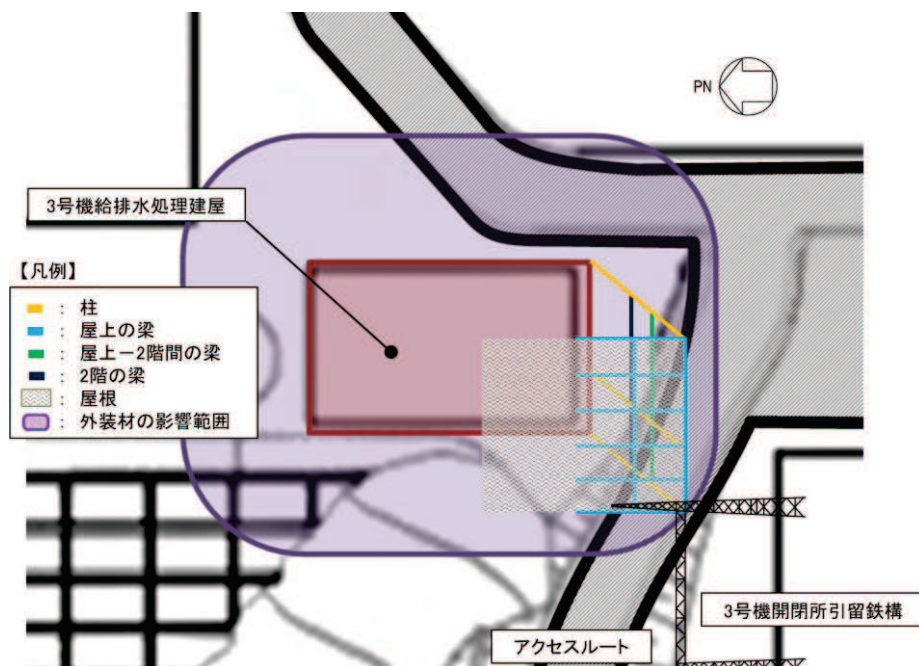 PN
3号機給排水処理建屋
【凡例】
：柱
：屋上の梁
：屋上－2階間の梁
：2階の梁
：屋根
：外装材の影響範囲
3号機開閉所引留鉄構
アクセスルート